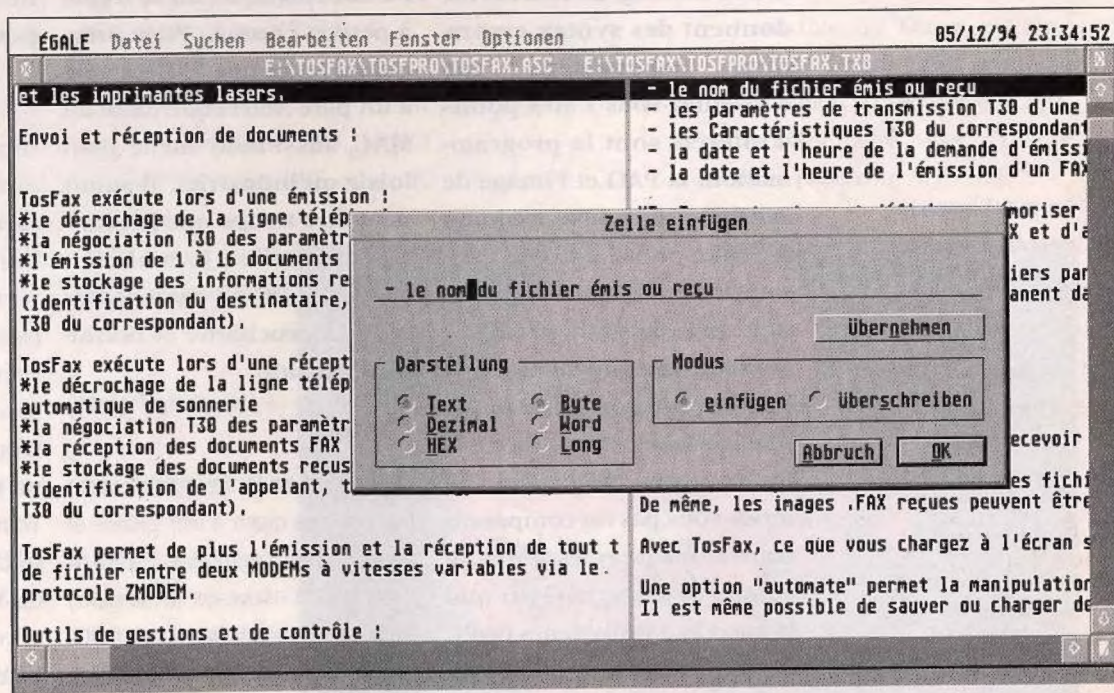 ÉGALE Datei Suchen Bearbeiten Fenster Optionen 05/12/94 23:34:52
E:\TOSFAX\TOSFPRO\TOSFAX.ASC E:\TOSFAX\TOSFPRO\TOSFAX.TX8
et les imprimantes lasers.
Envoi et réception de documents :
TosFax exécute lors d'une émission :
*le décrochage de la ligne télép
*la négociation T30 des paramètr
*l'émission de 1 à 16 documents
*le stockage des informations re
(identification du destinataire,
T30 du correspondant).
TosFax exécute lors d'une récept
*le décrochage de la ligne télép
automatique de sonnerie
*la négociation T30 des paramètr
*la réception des documents FAX
*le stockage des documents reçus
(identification de l'appelant, t
T30 du correspondant).
TosFax permet de plus l'émission et la réception de tout t
de fichier entre deux MODEMs à vitesses variables via le
protocole ZMODEM.
Outils de gestions et de contrôle :
- le nom du fichier émis ou reçu
- les paramètres de transmission T30 d'une
- les Caractéristiques T30 du correspondant
- la date et l'heure de la demande d'émissi
- la date et l'heure de l'émission d'un FAX
moriser
X et d'a
iers par
anent da
ecevoir
es fichi
De même, les images .FAX reçues peuvent être
Avec TosFax, ce que vous chargez à l'écran s
Une option "automate" permet la manipulation
Il est même possible de sauver ou charger de
Zeile einfügen
- le nom du fichier émis ou reçu
übernehmen
Darstellung
Text Byte
Dezimal Word
HEX Long
Modus
einfügen überschreiben
Abbruch OK